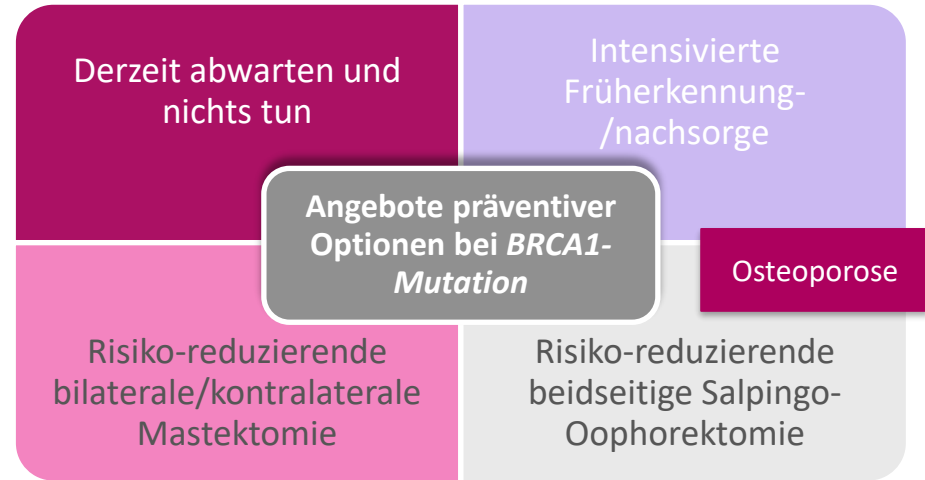 Derzeit abwarten und
nichts tun
Intensivierte
Früherkennung-
/nachsorge
Angebote präventiver
Optionen bei BRCA1-
Mutation
Osteoporose
Risiko-reduzierende
bilaterale/kontralaterale
Mastektomie
Risiko-reduzierende
beidseitige Salpingo-
Oophorektomie